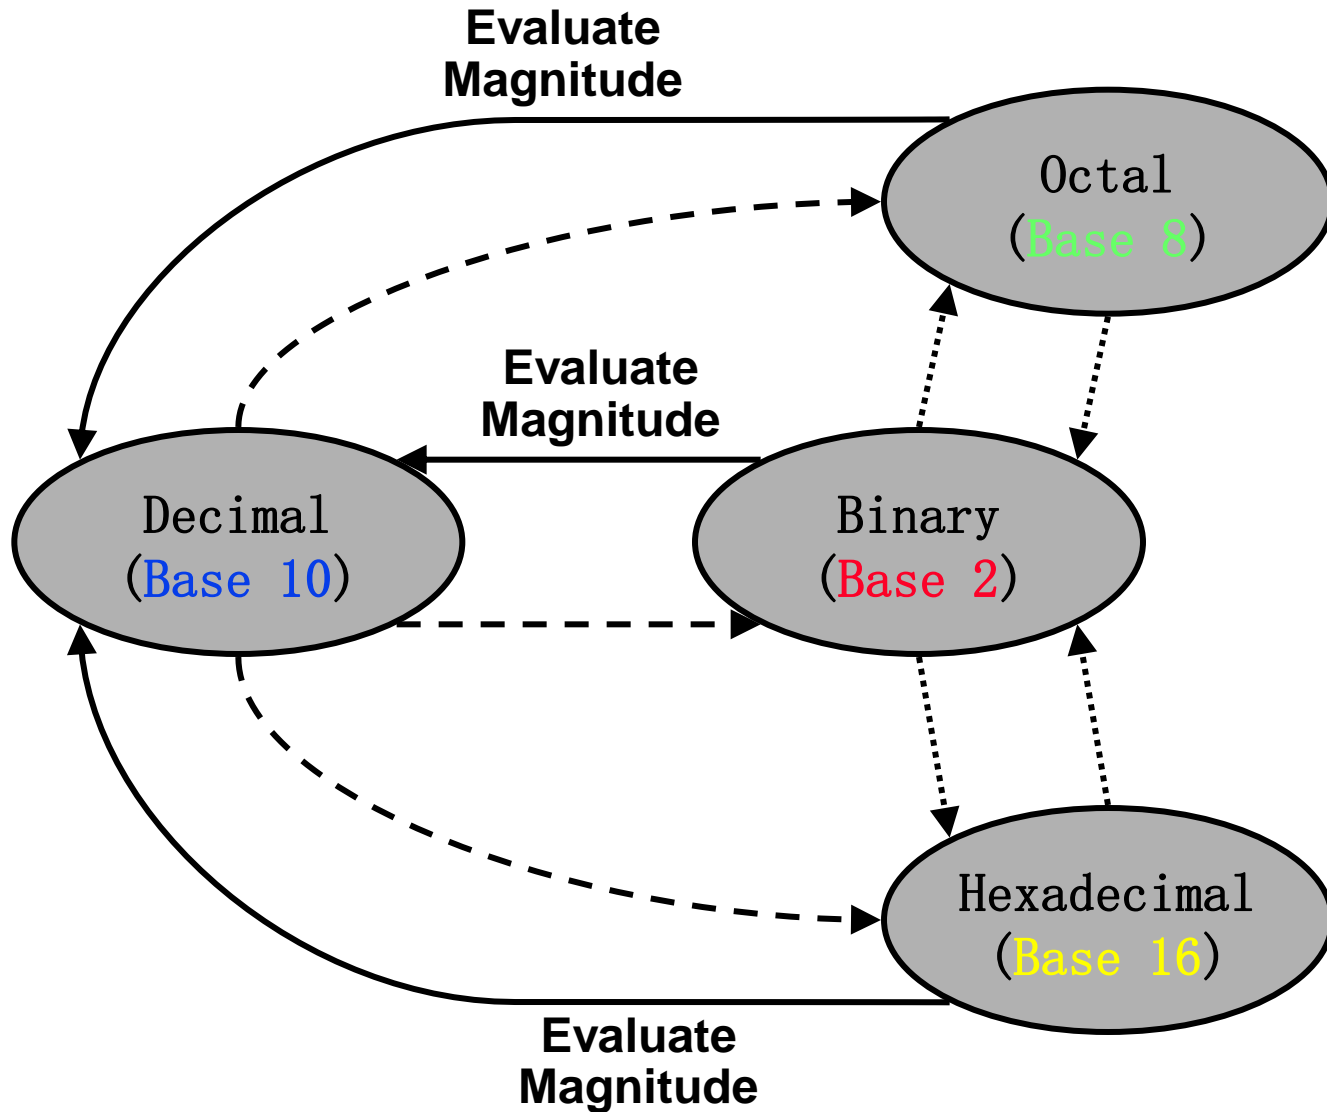 Evaluate
Magnitude
Octal
(Base 8)
Evaluate
Magnitude
Decimal
(Base 10)
Binary
(Base 2)
Hexadecimal
(Base 16)
Evaluate
Magnitude